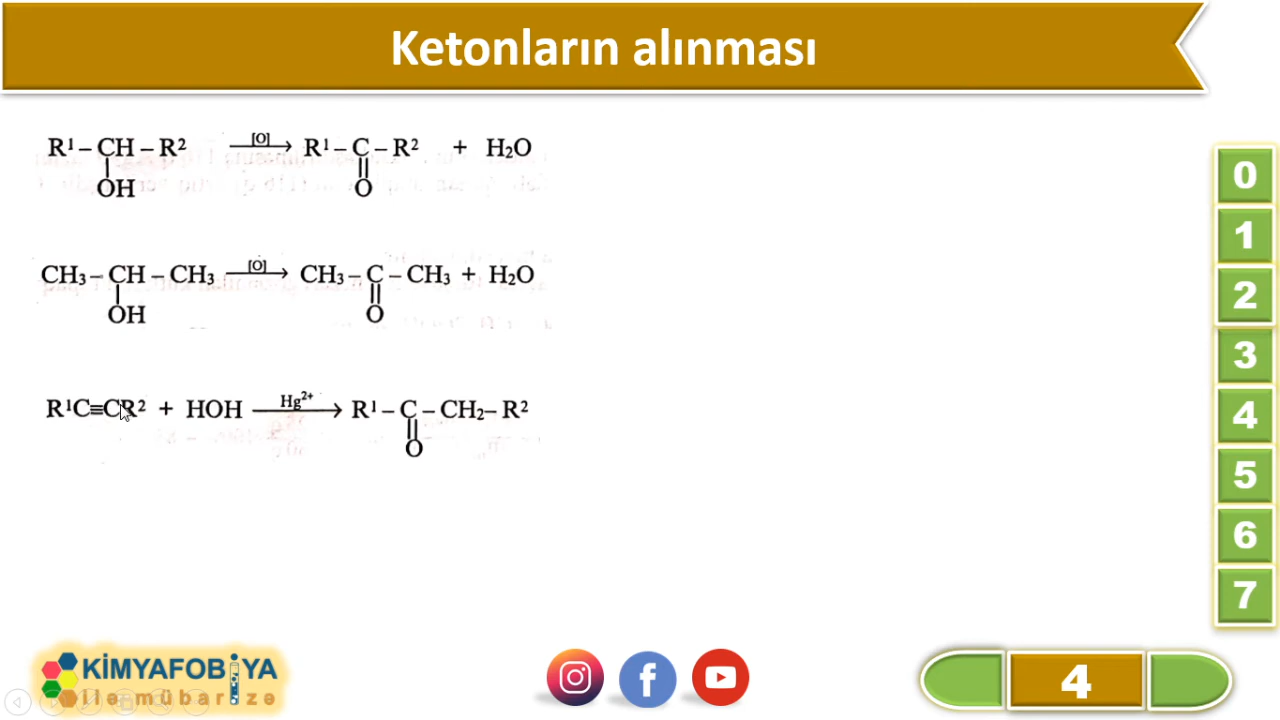 Ketonların alınması
R¹ – CH – R² [O] → R¹ – C – R² + H₂O
OH O
CH₃ – CH – CH₃ [O] → CH₃ – C – CH₃ + H₂O
OH O
R¹C≡CR² + HOH Hg²⁺ → R¹ – C – CH₂ – R²
O
0
1
2
3
4
5
6
7
KİMYAFOBİYA
ilə mübarizə
4